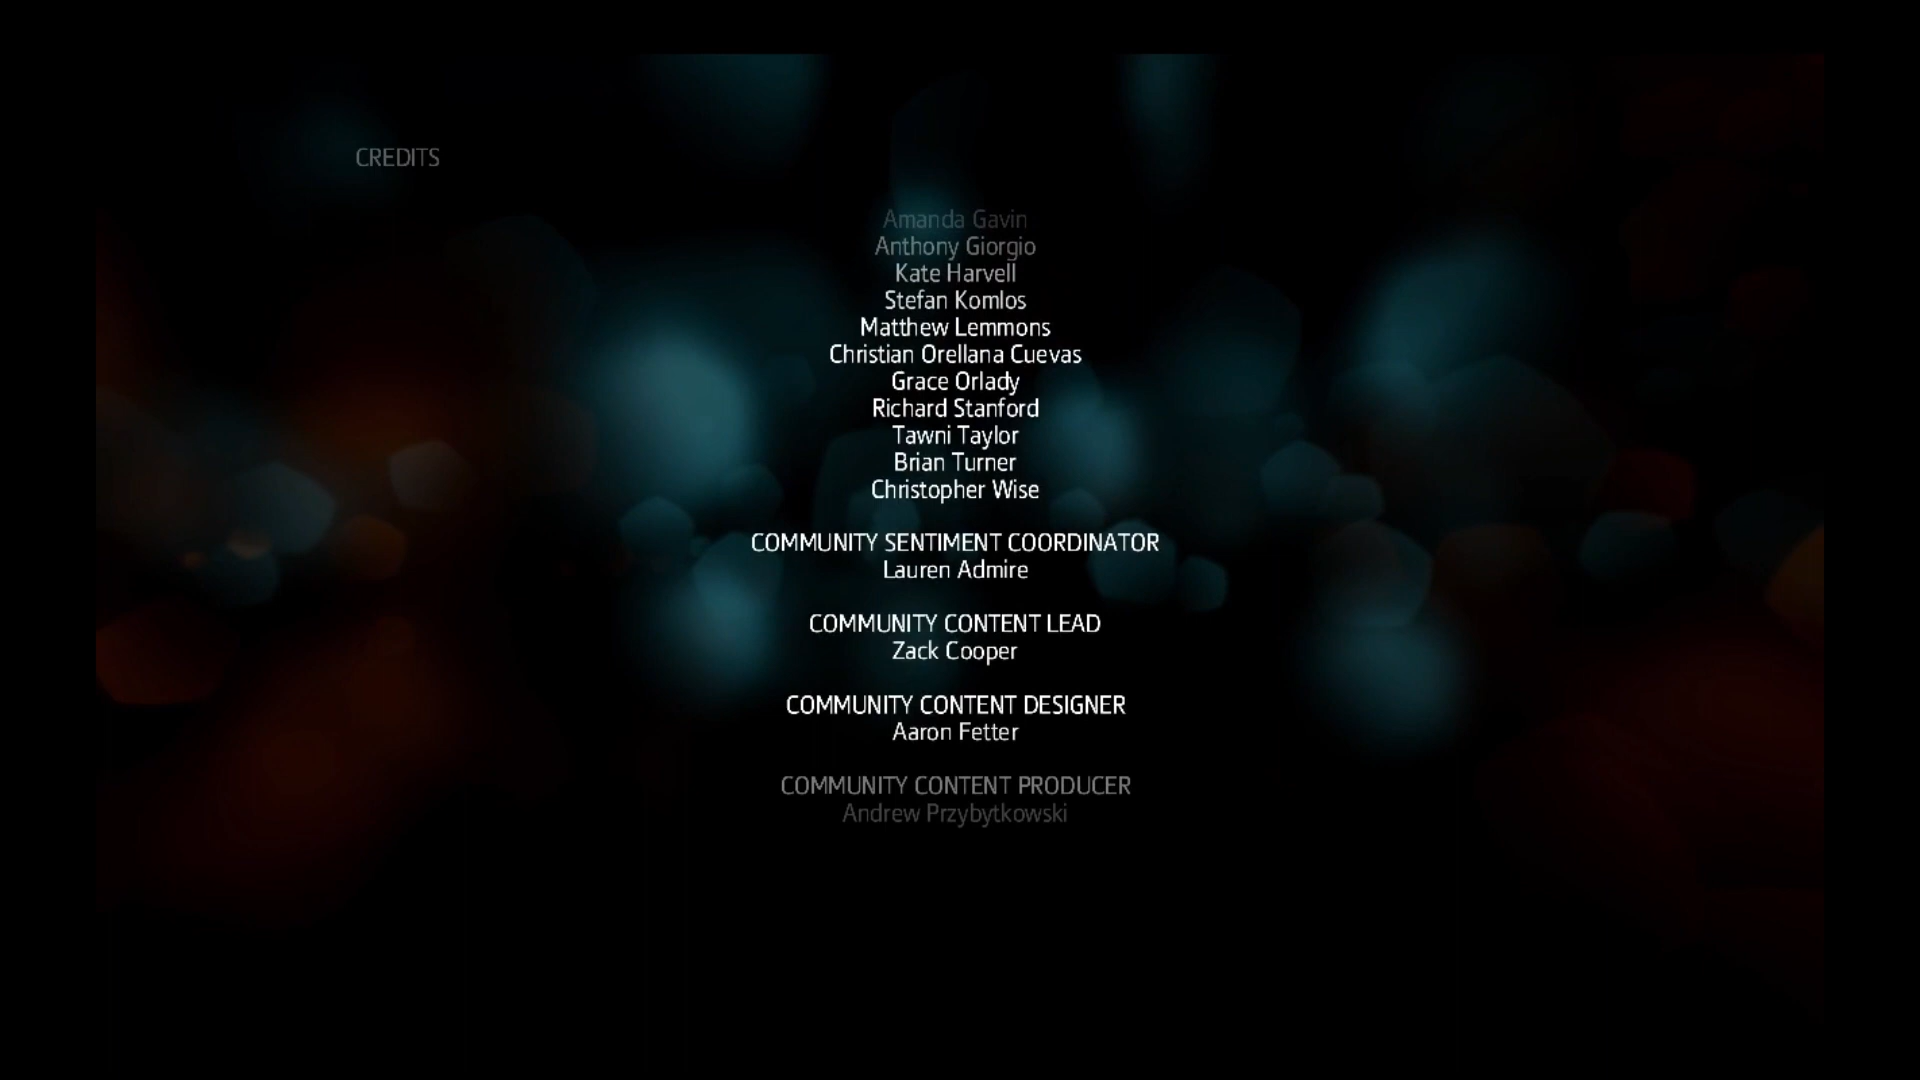 CREDITS
Amanda Gavin
Anthony Giorgio
Kate Harvell
Stefan Komlos
Matthew Lemmons
Christian Orellana Cuevas
Grace Orlady
Richard Stanford
Tawni Taylor
Brian Turner
Christopher Wise
COMMUNITY SENTIMENT COORDINATOR
Lauren Admire
COMMUNITY CONTENT LEAD
Zack Cooper
COMMUNITY CONTENT DESIGNER
Aaron Fetter
COMMUNITY CONTENT PRODUCER
Andrew Przybytkowski